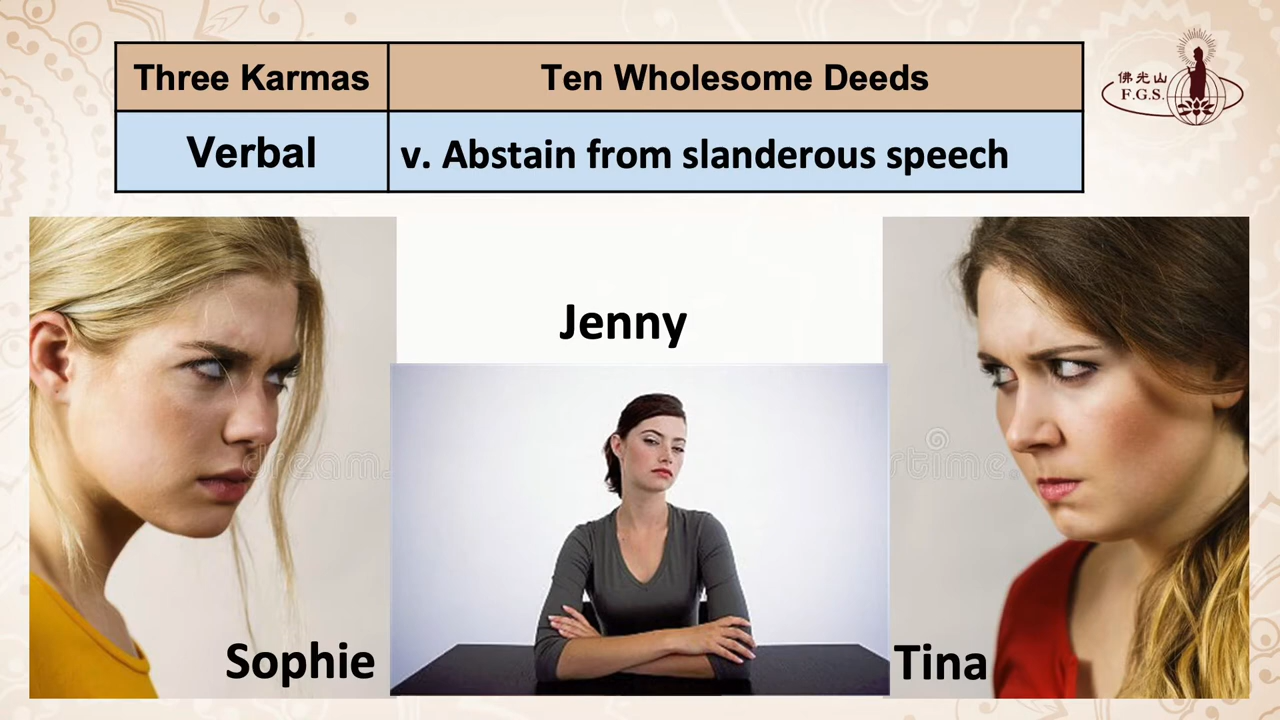 Three Karmas
Ten Wholesome Deeds
佛光山
F.G.S.
Verbal
v. Abstain from slanderous speech
Jenny
Sophie
Tina